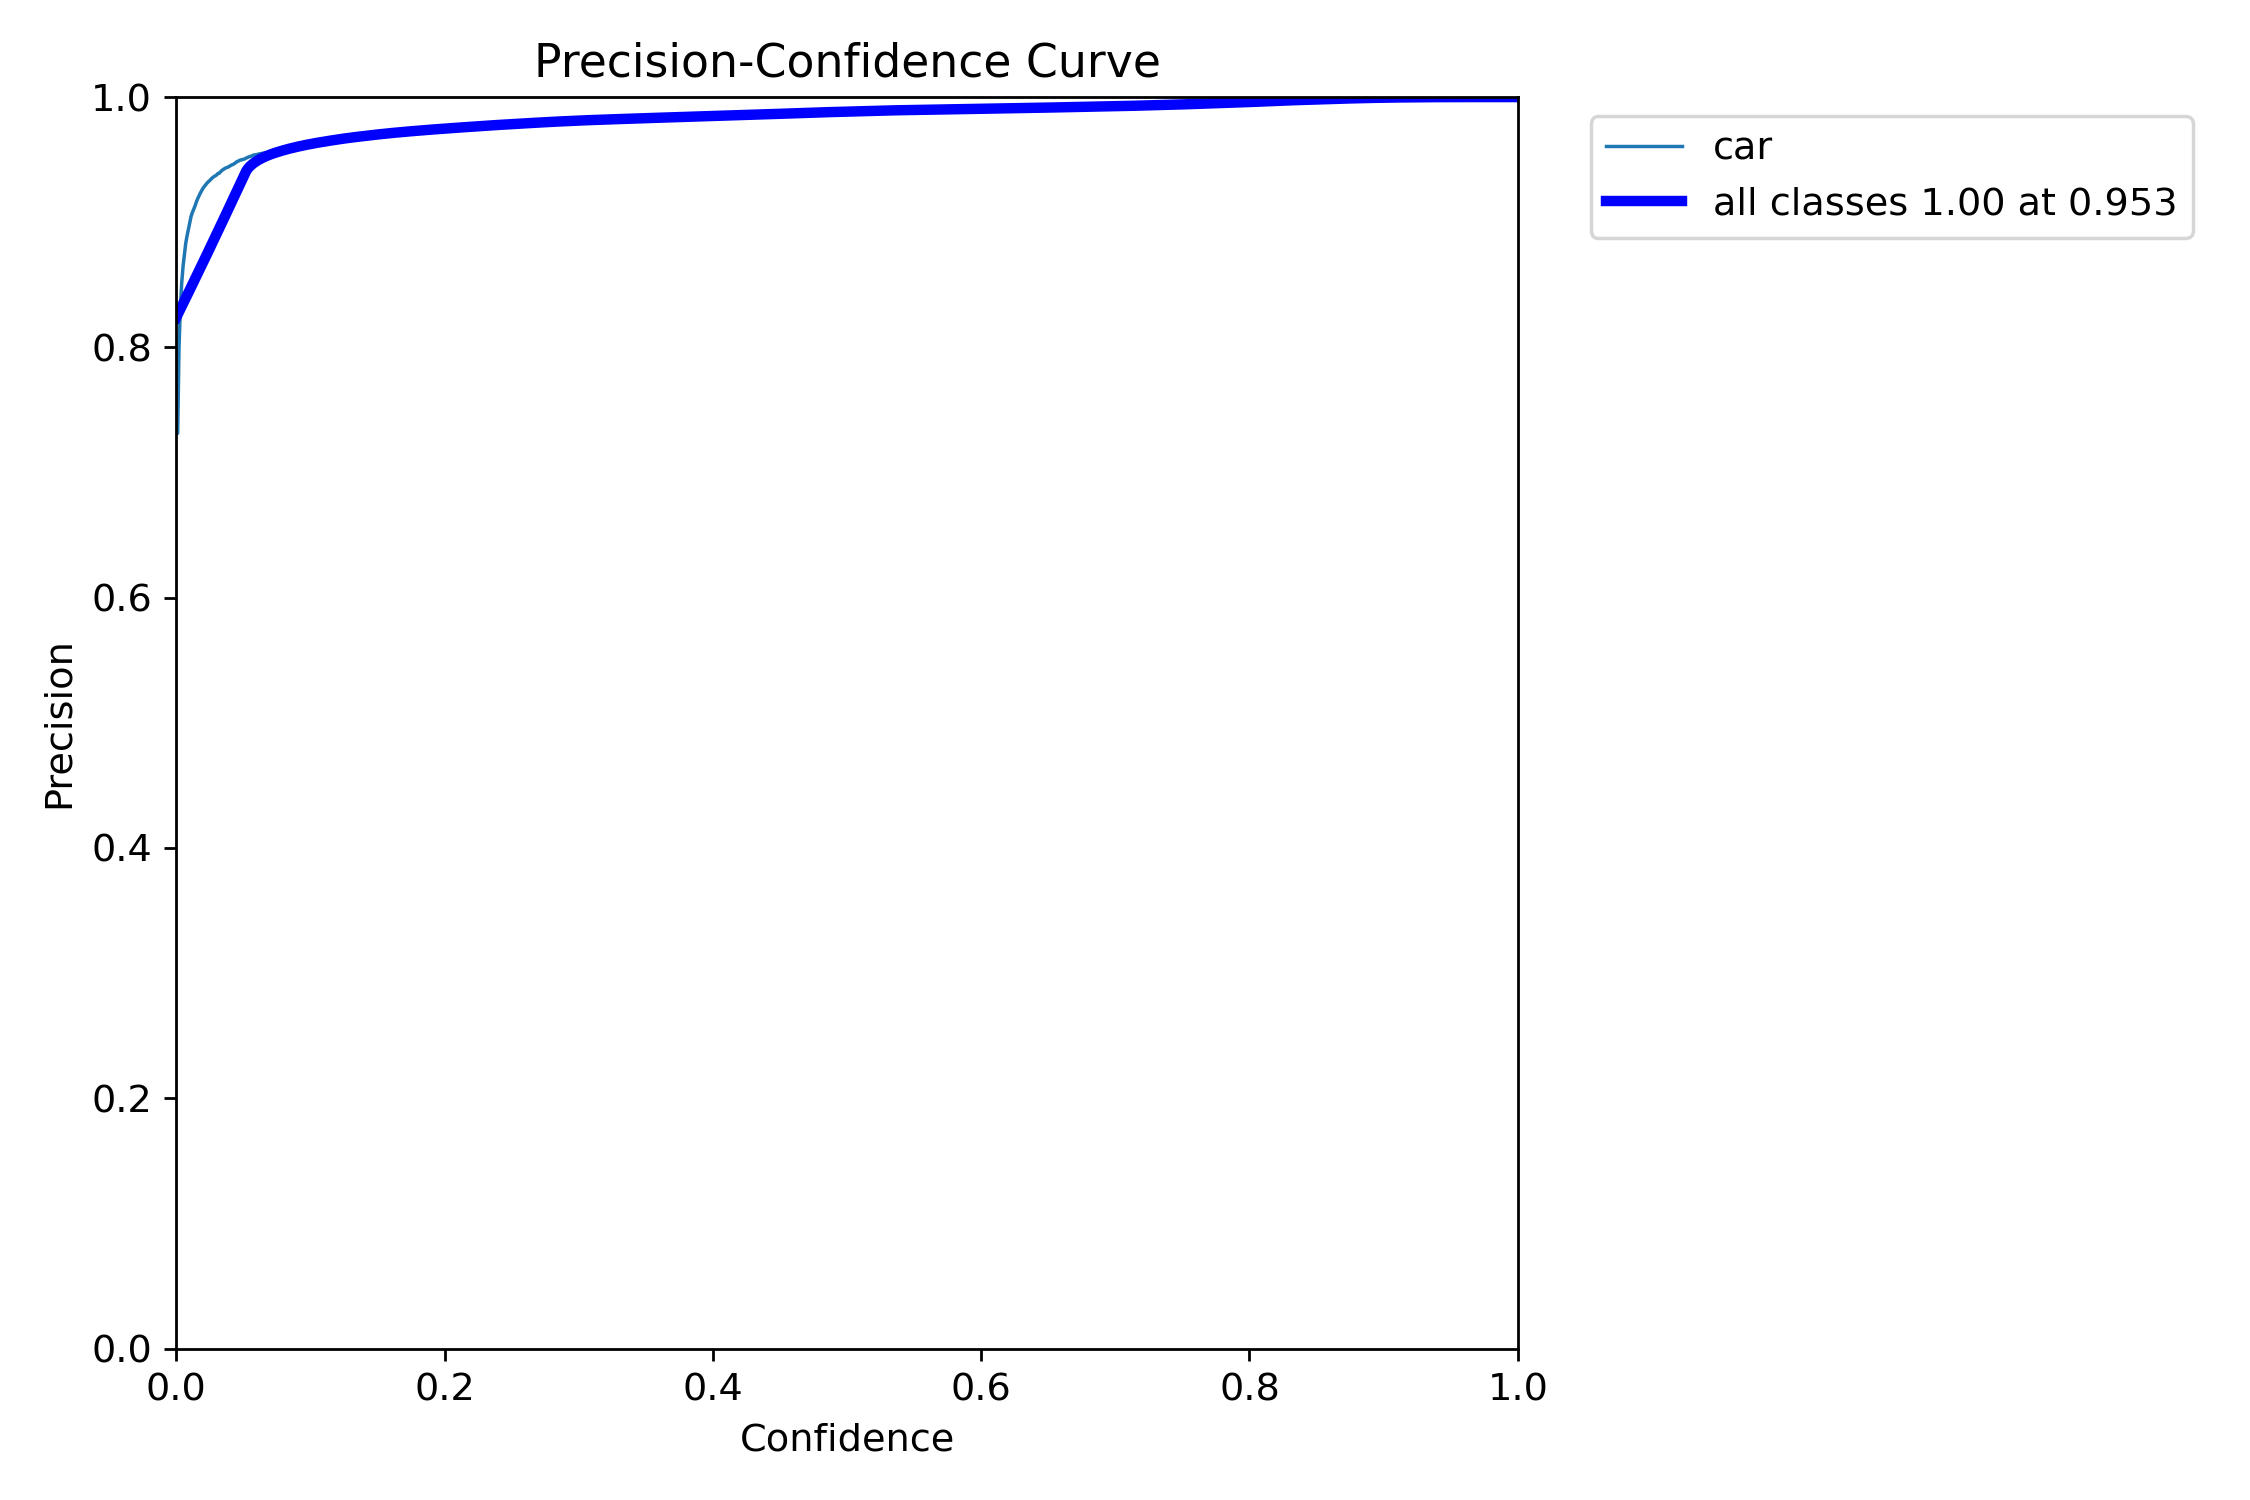 Precision-Confidence Curve
1.0
0.8
0.6
0.4
0.2
0.0
Precision
0.0 0.2 0.4 0.6 0.8 1.0
Confidence
car
all classes 1.00 at 0.953